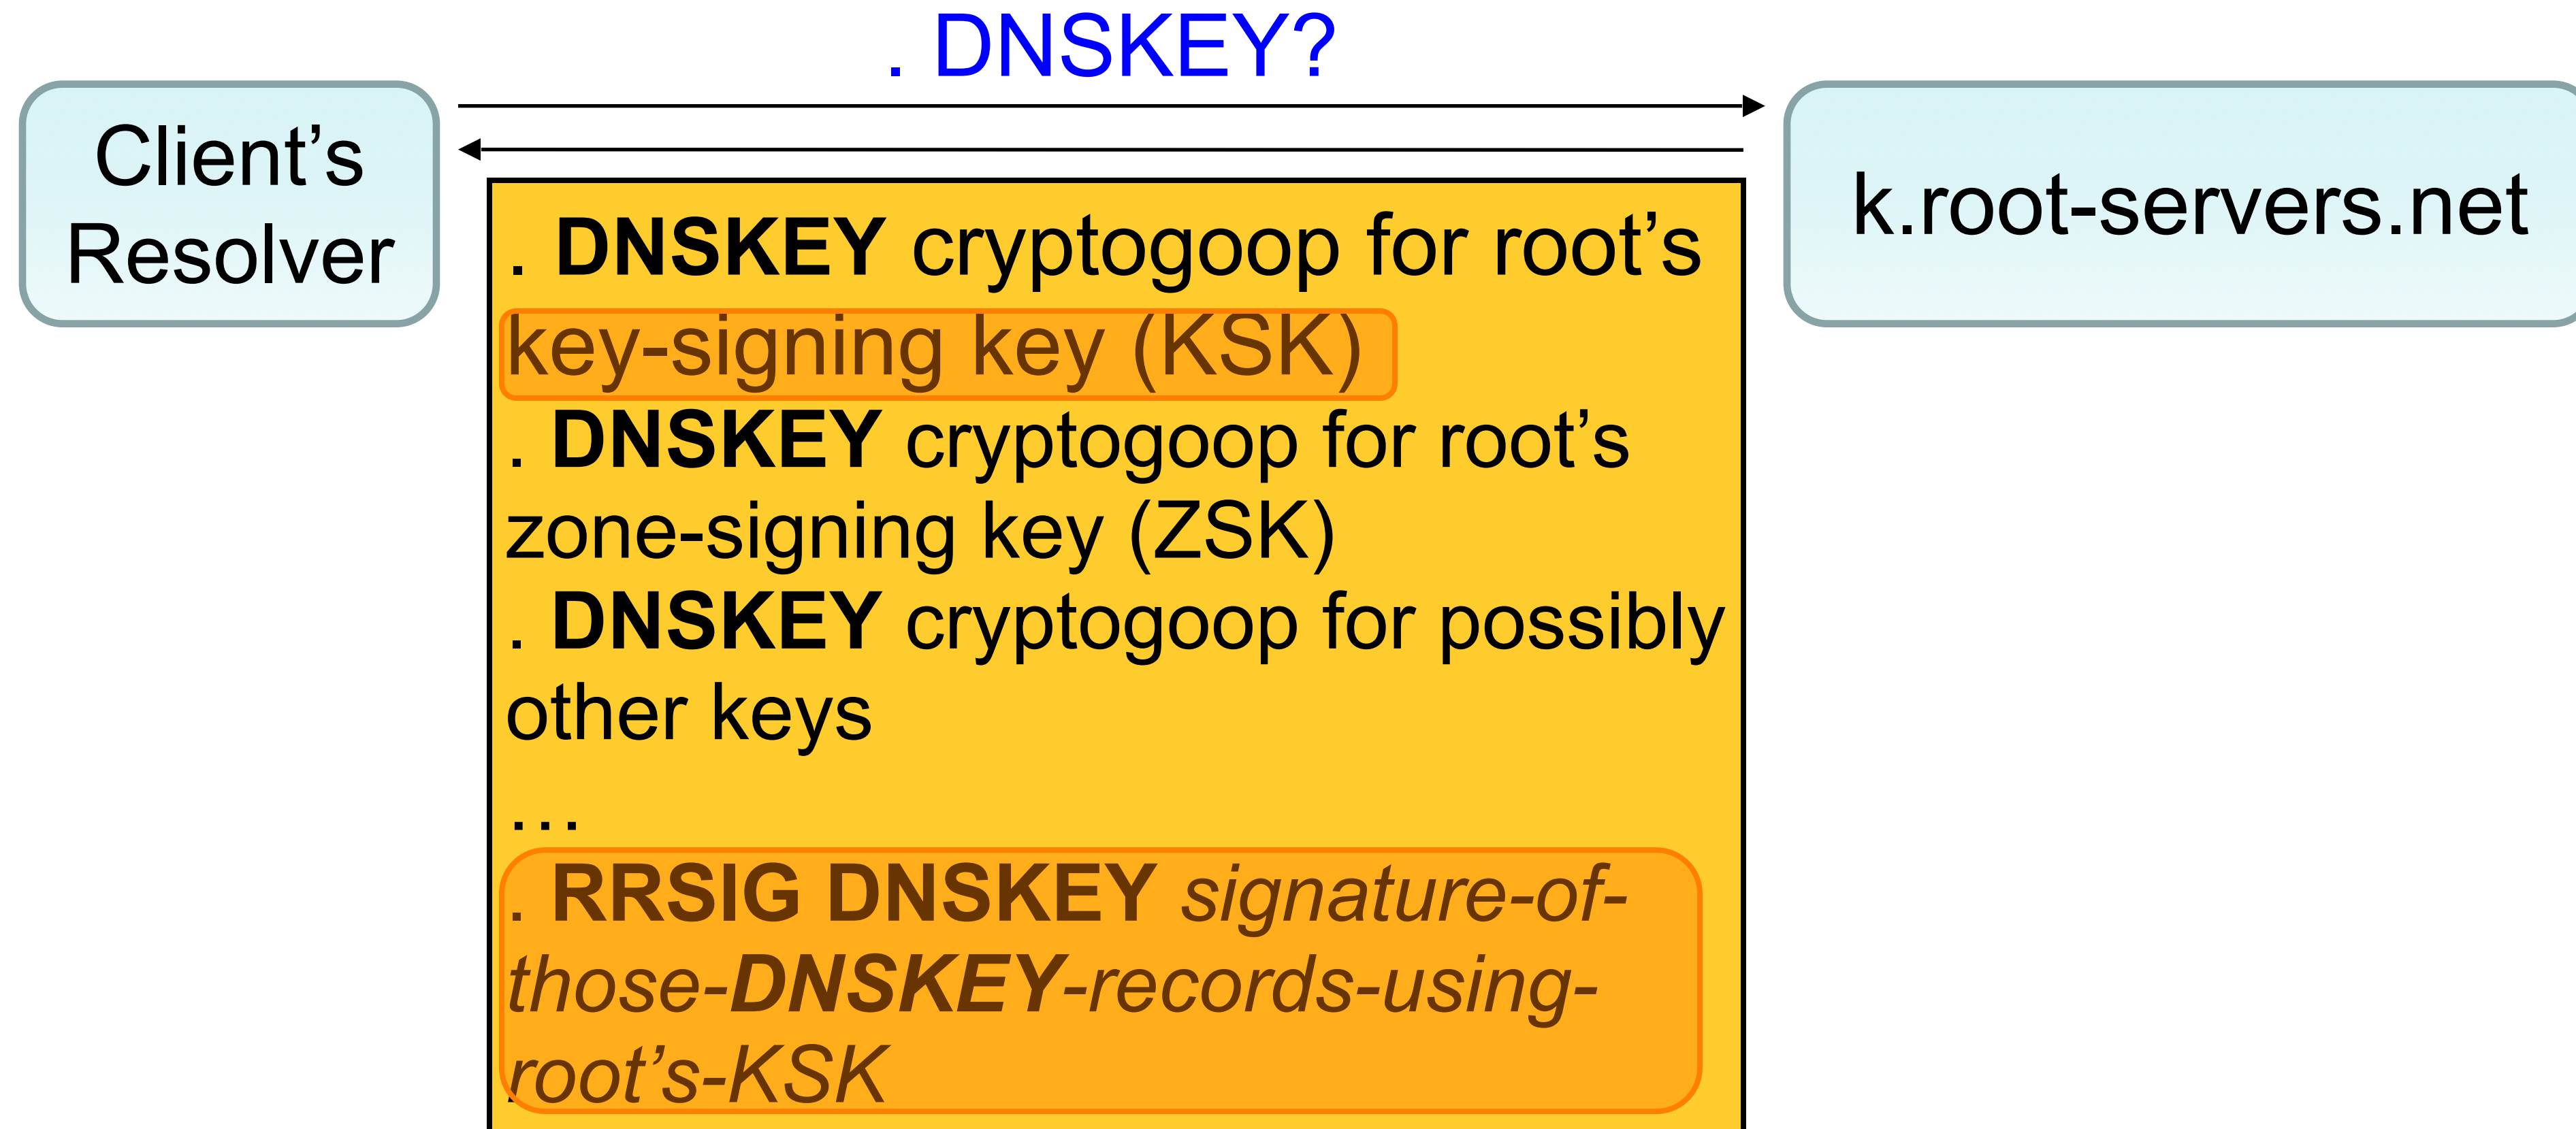 . DNSKEY?
Client’s
Resolver
k.root-servers.net
. DNSKEY cryptogoop for root’s
key-signing key (KSK)
. DNSKEY cryptogoop for root’s
zone-signing key (ZSK)
. DNSKEY cryptogoop for possibly
other keys
…
. RRSIG DNSKEY signature-of-
those-DNSKEY-records-using-
root’s-KSK